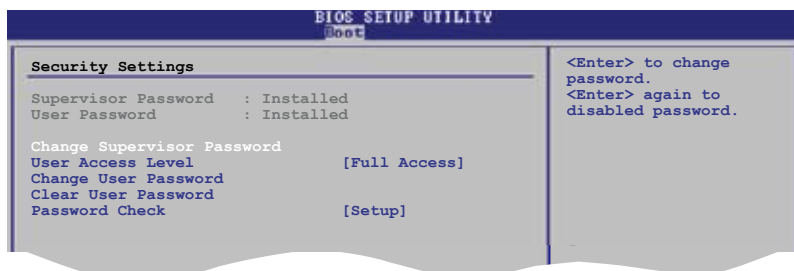 BIOS SETUP UTILITY
Boot
Security Settings
Supervisor Password : Installed
User Password : Installed
Change Supervisor Password
User Access Level [Full Access]
Change User Password
Clear User Password
Password Check [Setup]
<Enter> to change
password.
<Enter> again to
disabled password.